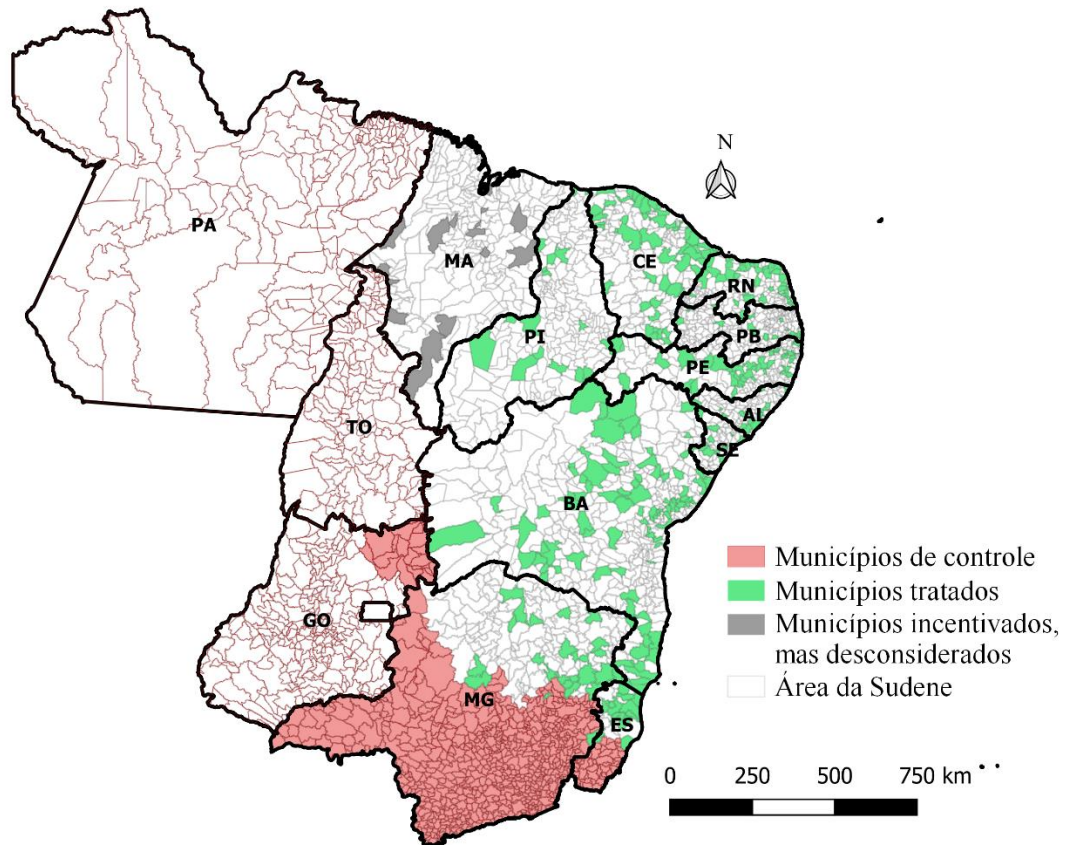 N
PA
MA
CE
RN
PI
PB
PE
AL
TO
SE
BA
GO
MG
ES
Municípios de controle
Municípios tratados
Municípios incentivados,
mas desconsiderados
Área da Sudene
0 250 500 750 km